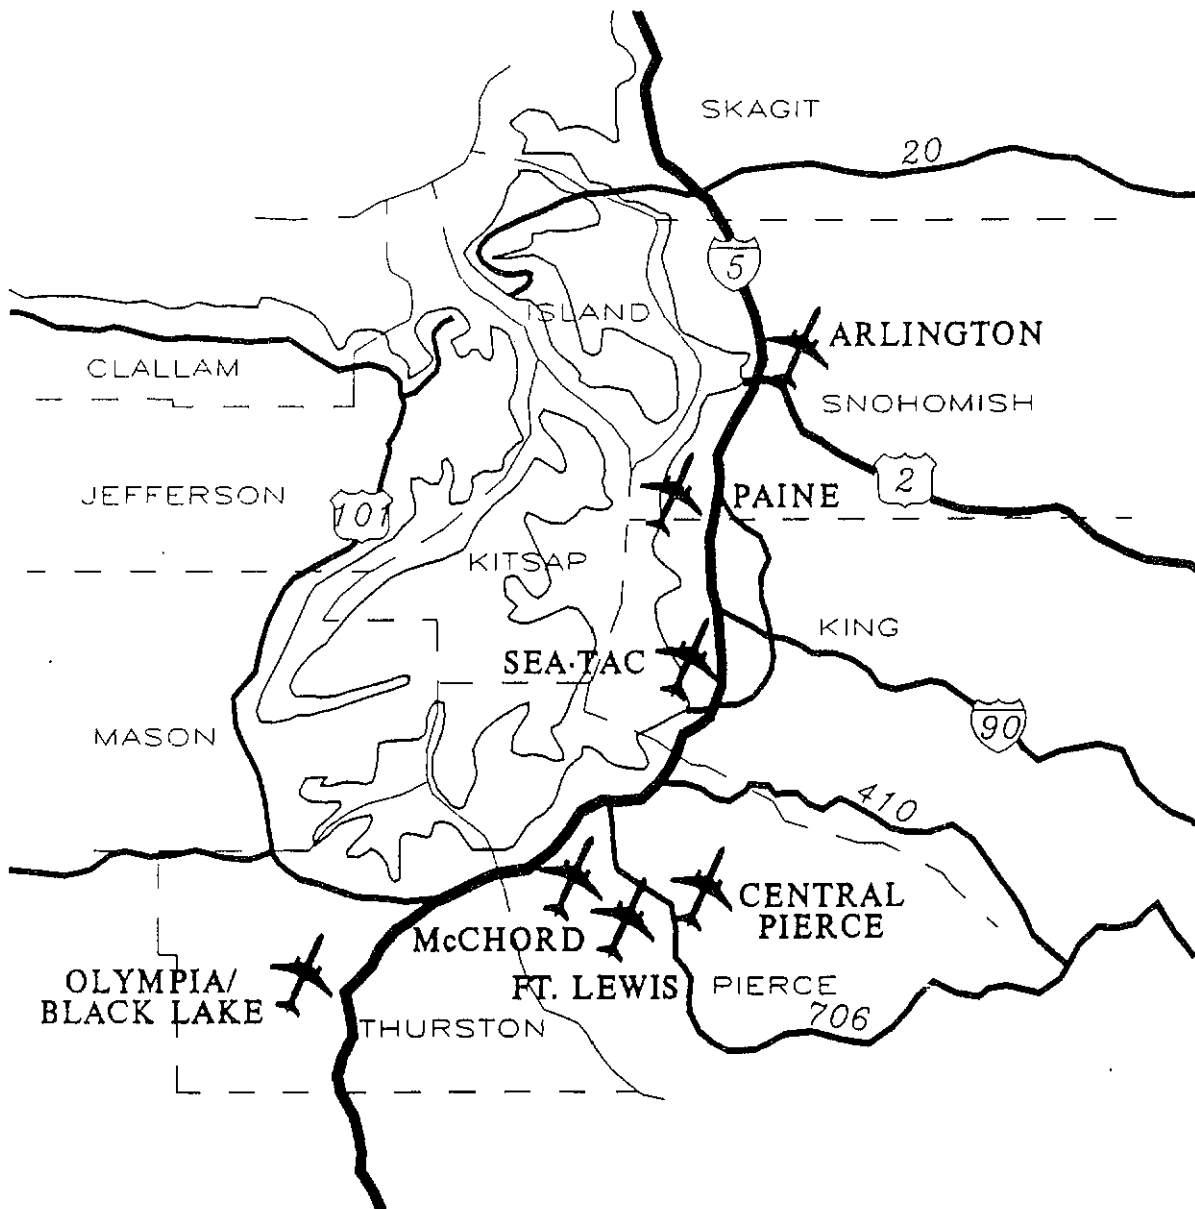 SKAGIT
20
5
ISLAND
ARLINGTON
CLALLAM
SNOHOMISH
JEFFERSON
101
2
PAINE
KITSAP
KING
SEA·TAC
MASON
90
410
CENTRAL
PIERCE
McCHORD
OLYMPIA/
BLACK LAKE
FT. LEWIS
PIERCE
THURSTON
706